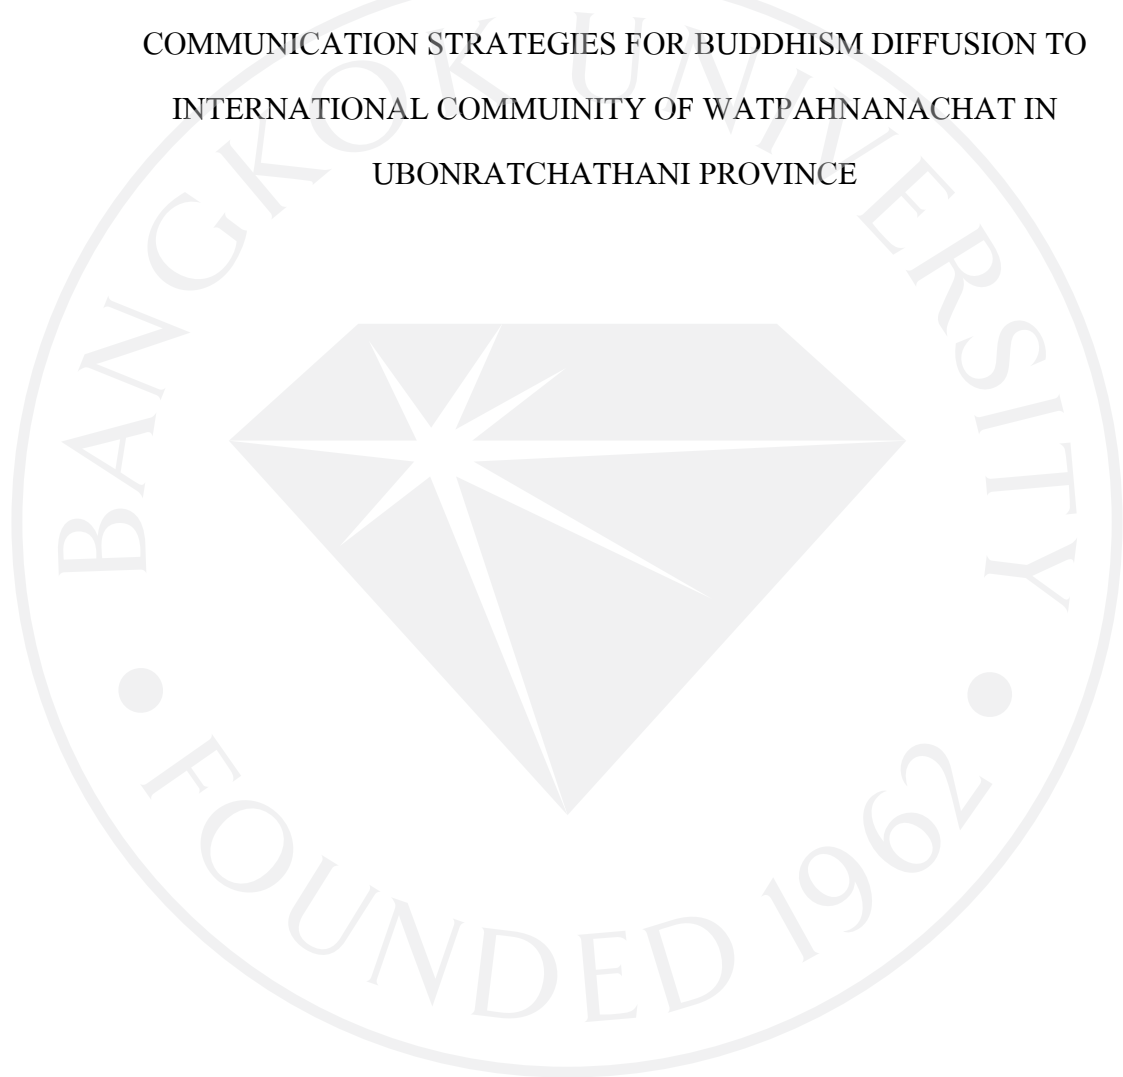 COMMUNICATION STRATEGIES FOR BUDDHISM DIFFUSION TO
INTERNATIONAL COMMUINITY OF WATPAHNANACHAT IN
UBONRATCHATHANI PROVINCE
BANGKOK UNIVERSITY
FOUNDED 1962